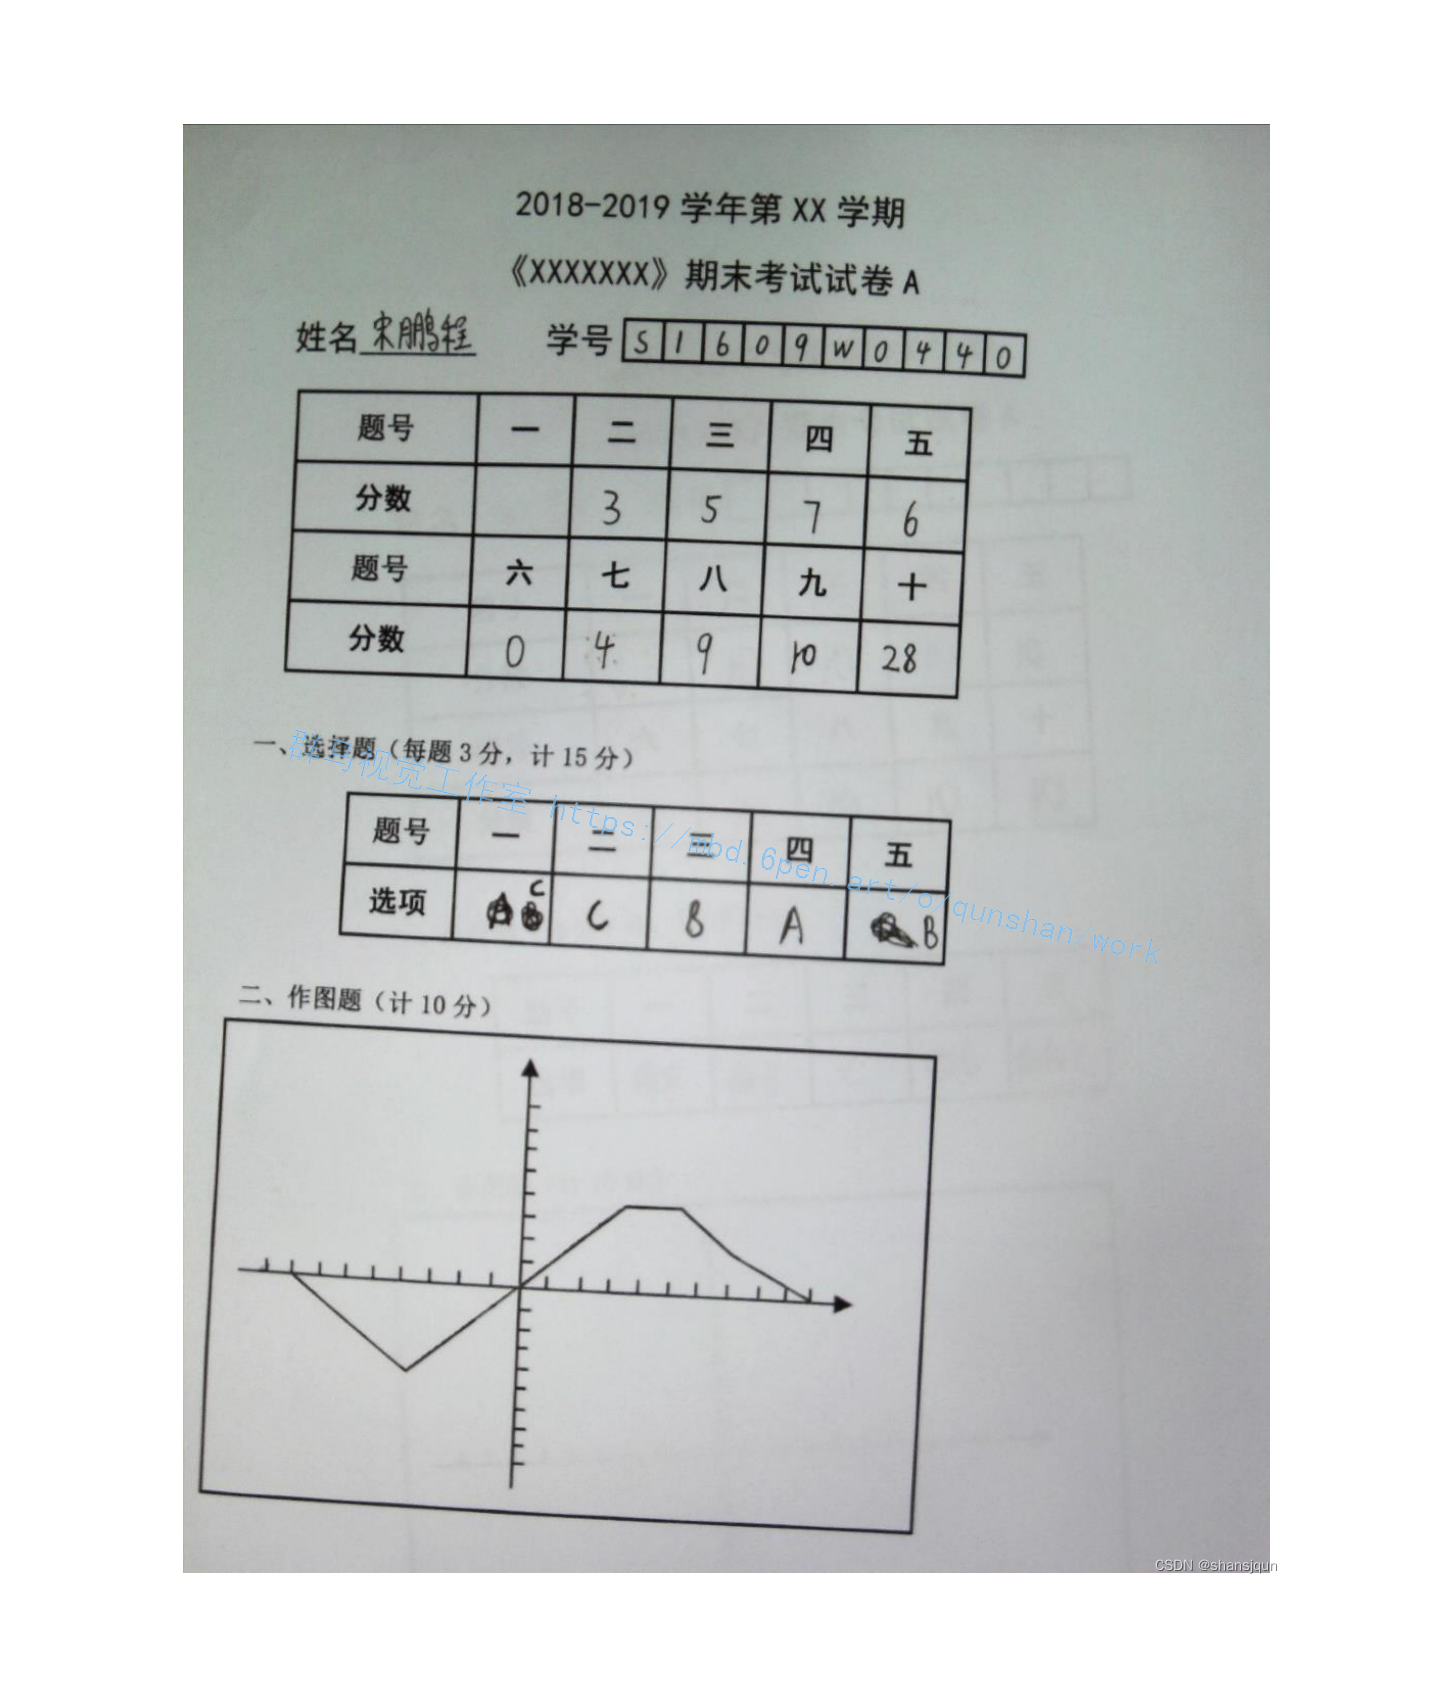 2018-2019 学年第 XX 学期
《XXXXXXX》期末考试试卷 A
姓名 宋鹏程 学号 S 1 6 0 9 W 0 4 4 0
题号 一 二 三 四 五
分数 3 5 7 6
题号 六 七 八 九 十
分数 0 4 9 10 28
一、选择题（每题 3 分，计 15 分）
群鸟视觉工作室 https://mbd.6pen.art/o/qunshan/work
题号 一 二 三 四 五
选项 C C B A B
二、作图题（计 10 分）
CSDN @shansjqun